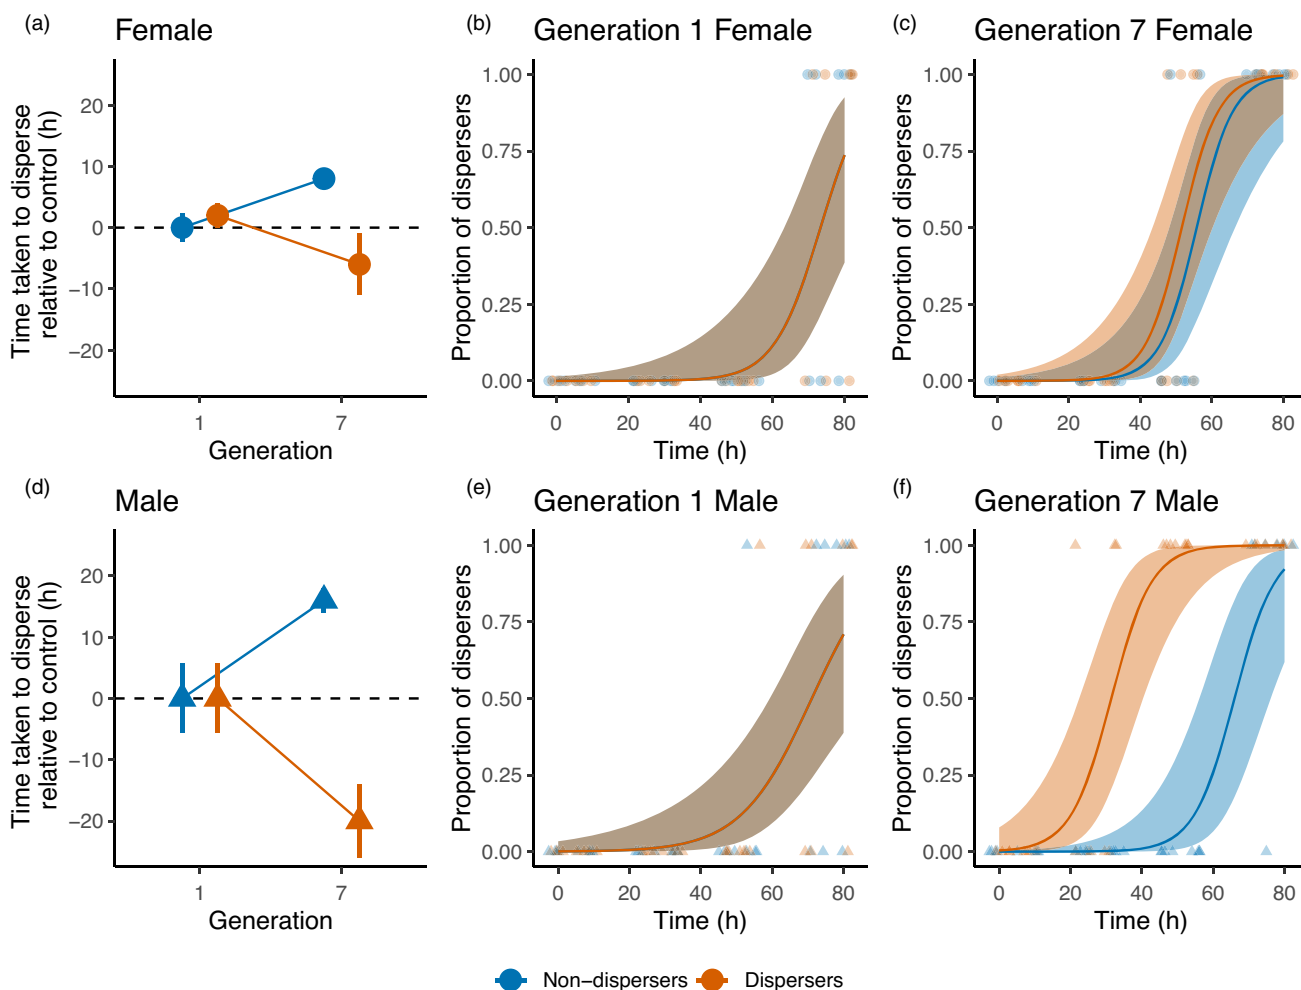 (a)
Female
Time taken to disperse
relative to control (h)
20
10
0
−10
−20
1
7
Generation
(b)
Generation 1 Female
Proportion of dispersers
1.00
0.75
0.50
0.25
0.00
0
20
40
60
80
Time (h)
(c)
Generation 7 Female
Proportion of dispersers
1.00
0.75
0.50
0.25
0.00
0
20
40
60
80
Time (h)
(d)
Male
Time taken to disperse
relative to control (h)
20
10
0
−10
−20
1
7
Generation
(e)
Generation 1 Male
Proportion of dispersers
1.00
0.75
0.50
0.25
0.00
0
20
40
60
80
Time (h)
(f)
Generation 7 Male
Proportion of dispersers
1.00
0.75
0.50
0.25
0.00
0
20
40
60
80
Time (h)
Non−dispersers
Dispersers